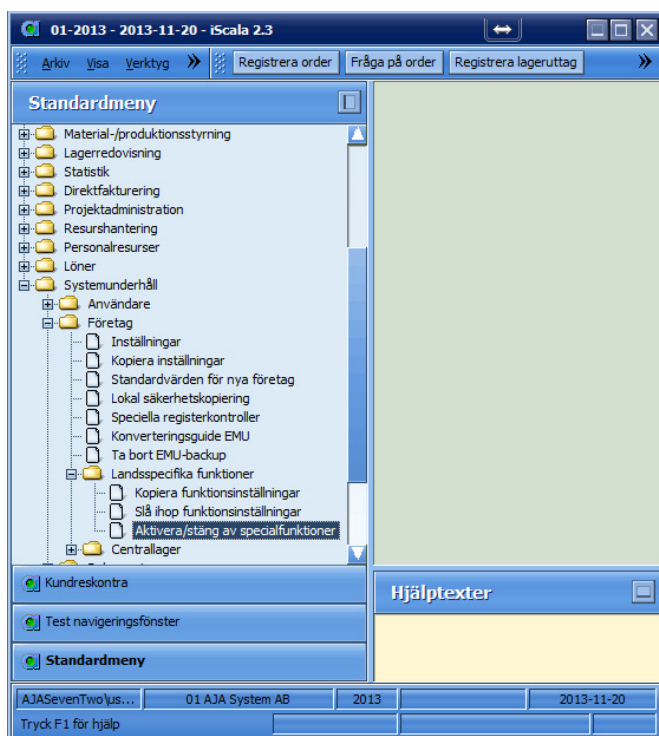 01-2013 - 2013-11-20 - iScala 2.3
Arkiv Visa Verktyg Registrera order Fråga på order Registrera lageruttag
Standardmeny
Material-/produktionsstyrning
Lagerredovisning
Statistik
Direktfakturering
Projektadministration
Resurshantering
Personalresurser
Löner
Systemunderhåll
Användare
Företag
Inställningar
Kopiera inställningar
Standardvärden för nya företag
Lokal säkerhetskopiering
Speciella registerkontroller
Konverteringsguide EMU
Ta bort EMU-backup
Landsspecifika funktioner
Kopiera funktionsinställningar
Slå ihop funktionsinställningar
Aktivera/stäng av specialfunktioner
Centrallager
Kundreskontra
Test navigeringsfönster
Standardmeny
Hjälptexter
AJASevenTwo\us... 01 AJA System AB 2013 2013-11-20
Tryck F1 för hjälp